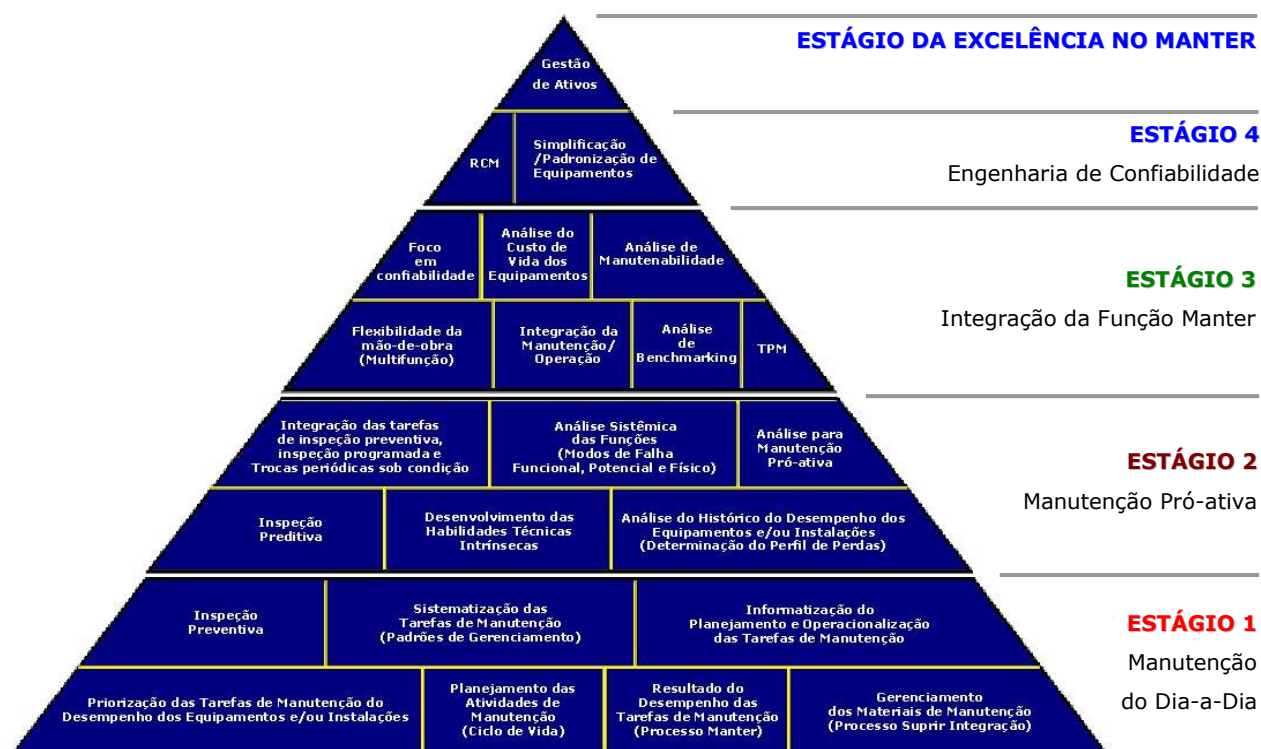 ESTÁGIO DA EXCELÊNCIA NO MANTER
Gestão
de Ativos
ESTÁGIO 4
Engenharia de Confiabilidade
RCM
Simplificação
/Padronização de
Equipamentos
ESTÁGIO 3
Integração da Função Manter
Foco
em
confiabilidade
Análise do
Custo de
Vida dos
Equipamentos
Análise de
Manutenabilidade
Flexibilidade da
mão-de-obra
(Multifunção)
Integração da
Manutenção/
Operação
Análise
de
Benchmarking
TPM
ESTÁGIO 2
Manutenção Pró-ativa
Integração das tarefas
de inspeção preventiva,
inspeção programada e
Trocas periódicas sob condição
Análise Sistêmica
das Funções
(Modos de Falha
Funcional, Potencial e Físico)
Análise para
Manutenção
Pró-ativa
Inspeção
Preditiva
Desenvolvimento das
Habilidades Técnicas
Intrínsecas
Análise do Histórico do Desempenho dos
Equipamentos e/ou Instalações
(Determinação do Perfil de Perdas)
ESTÁGIO 1
Manutenção
do Dia-a-Dia
Inspeção
Preventiva
Sistematização das
Tarefas de Manutenção
(Padrões de Gerenciamento)
Informatização do
Planejamento e Operacionalização
das Tarefas de Manutenção
Priorização das Tarefas de Manutenção do
Desempenho dos Equipamentos e/ou Instalações
Planejamento das
Atividades de
Manutenção
(Ciclo de Vida)
Resultado do
Desempenho das
Tarefas de Manutenção
(Processo Manter)
Gerenciamento
dos Materiais de Manutenção
(Processo Suprir Integração)